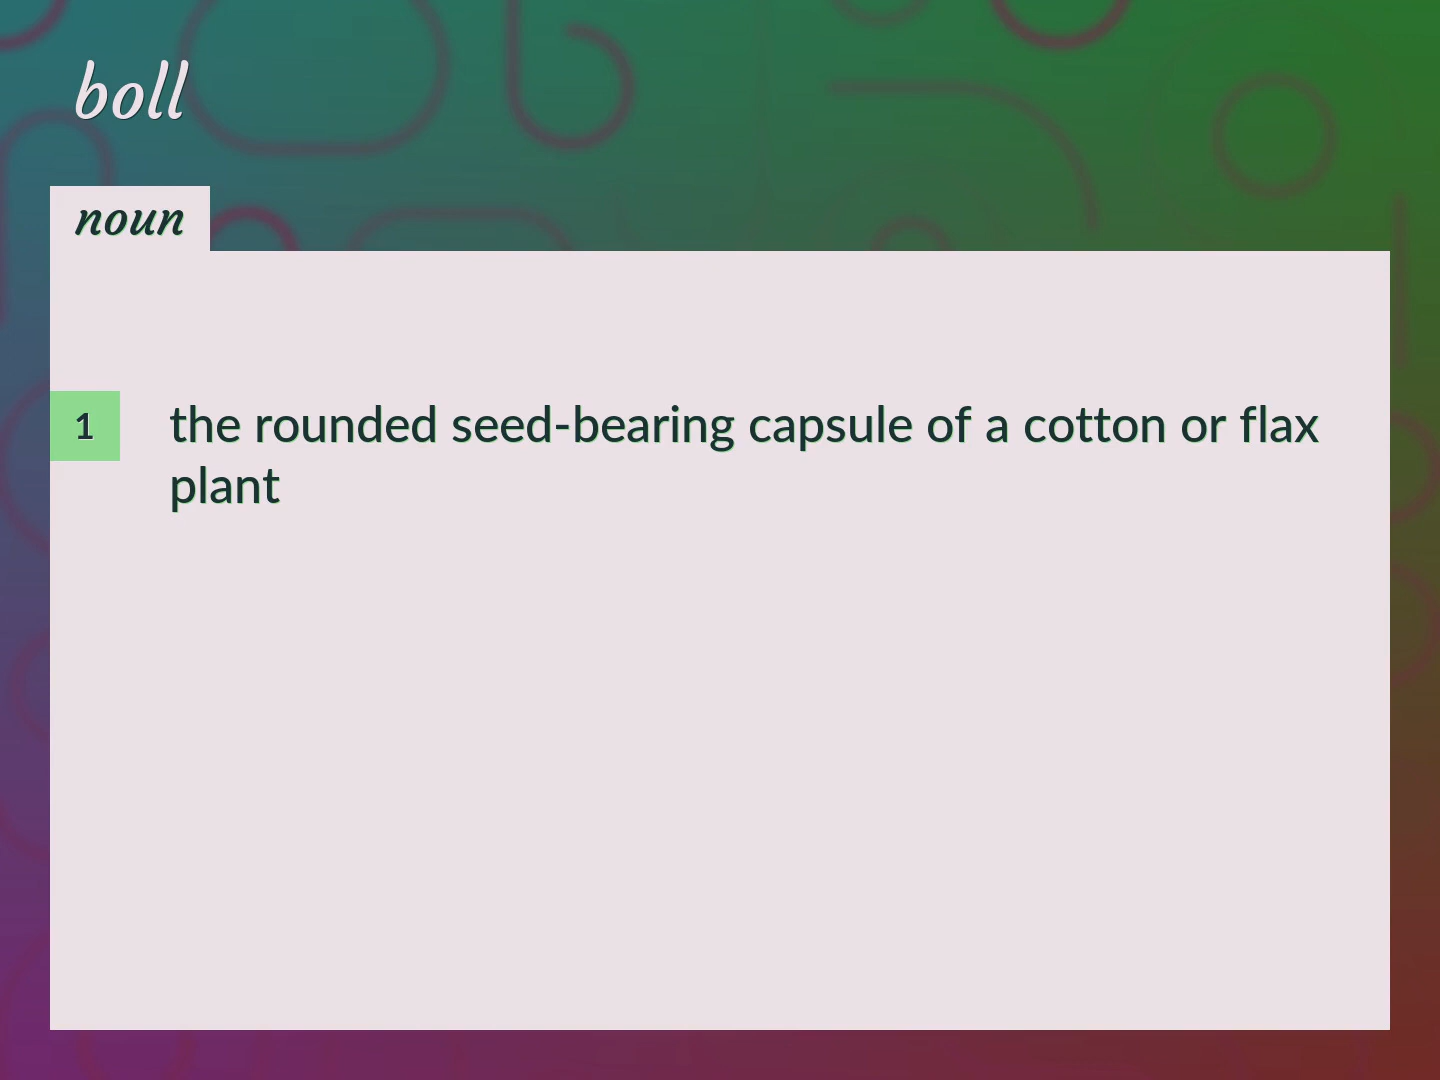 boll
noun
1 the rounded seed-bearing capsule of a cotton or flax
plant